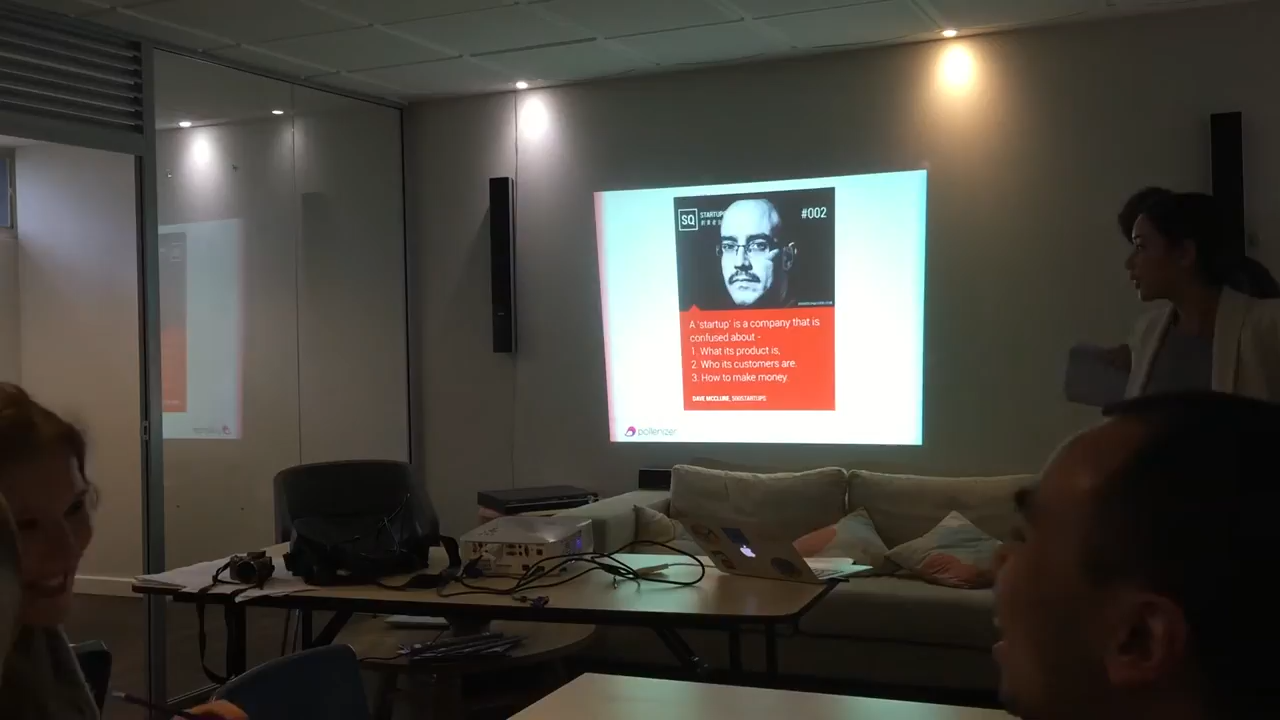 SQ
STARTUP
#002
A 'startup' is a company that is
confused about -
1. What its product is,
2. Who its customers are.
3. How to make money.
DAVE MCCLURE, 500STARTUPS
pollenizer